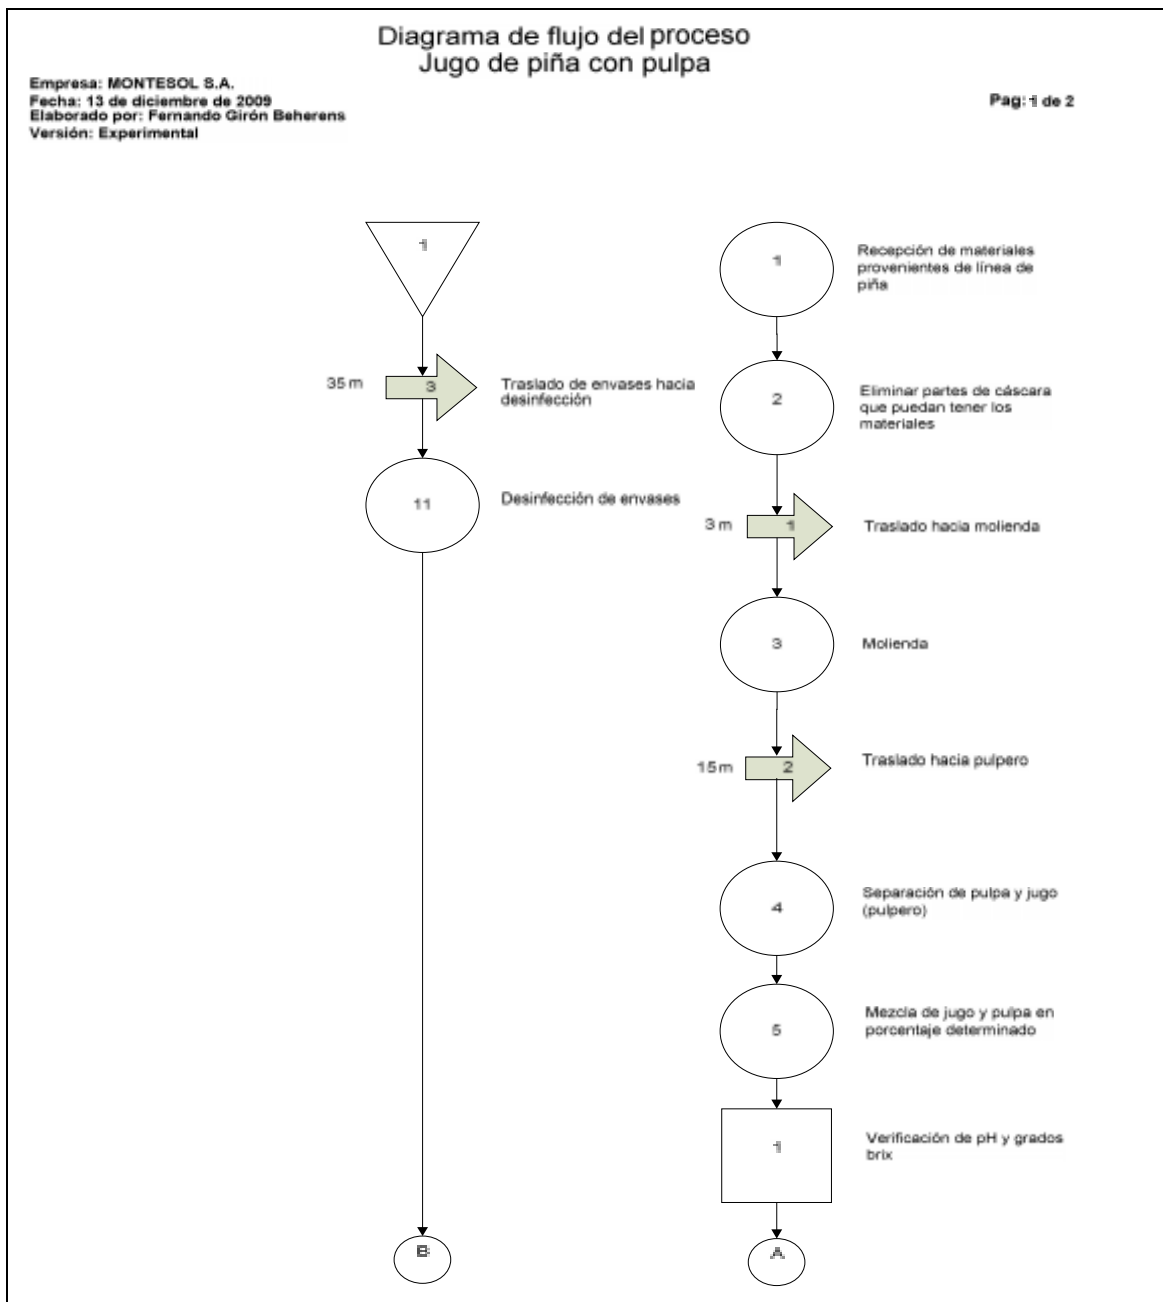 Diagrama de flujo del proceso
Jugo de piña con pulpa
Empresa: MONTESOL S.A.
Fecha: 13 de diciembre de 2009
Elaborado por: Fernando Girón Beherens
Versión: Experimental
Pag: 1 de 2
1
35 m
3
Traslado de envases hacia
desinfección
11
Desinfección de envases
B
1
Recepción de materiales
provenientes de línea de
piña
2
Eliminar partes de cáscara
que puedan tener los
materiales
3 m
1
Traslado hacia molienda
3
Molienda
15 m
2
Traslado hacia pulpero
4
Separación de pulpa y jugo
(pulpero)
5
Mezcla de jugo y pulpa en
porcentaje determinado
1
Verificación de pH y grados
brix
A